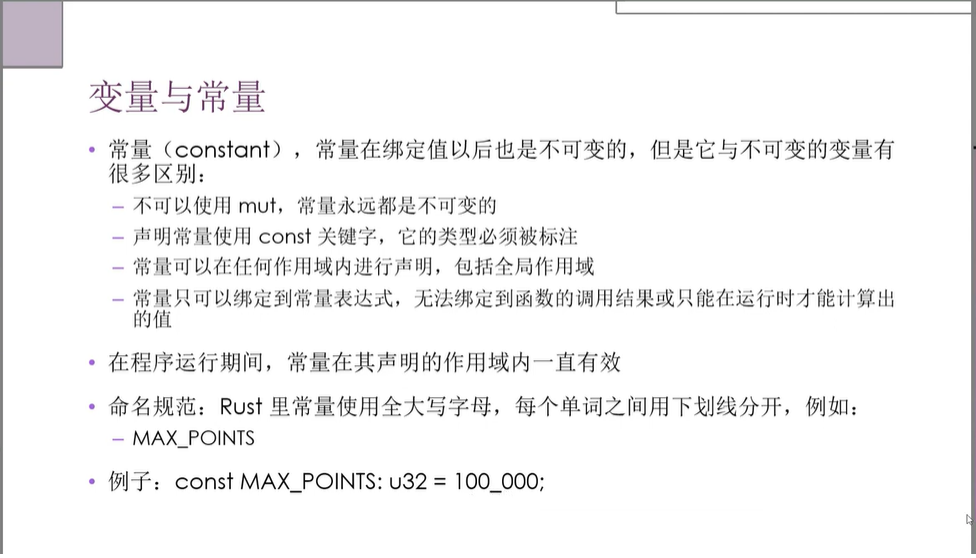 变量与常量
• 常量（constant），常量在绑定值以后也是不可变的，但是它与不可变的变量有
很多区别：
– 不可以使用 mut，常量永远都是不可变的
– 声明常量使用 const 关键字，它的类型必须被标注
– 常量可以在任何作用域内进行声明，包括全局作用域
– 常量只可以绑定到常量表达式，无法绑定到函数的调用结果或只能在运行时才能计算出
的值
• 在程序运行期间，常量在其声明的作用域内一直有效
• 命名规范：Rust 里常量使用全大写字母，每个单词之间用下划线分开，例如：
– MAX_POINTS
• 例子：const MAX_POINTS: u32 = 100_000;